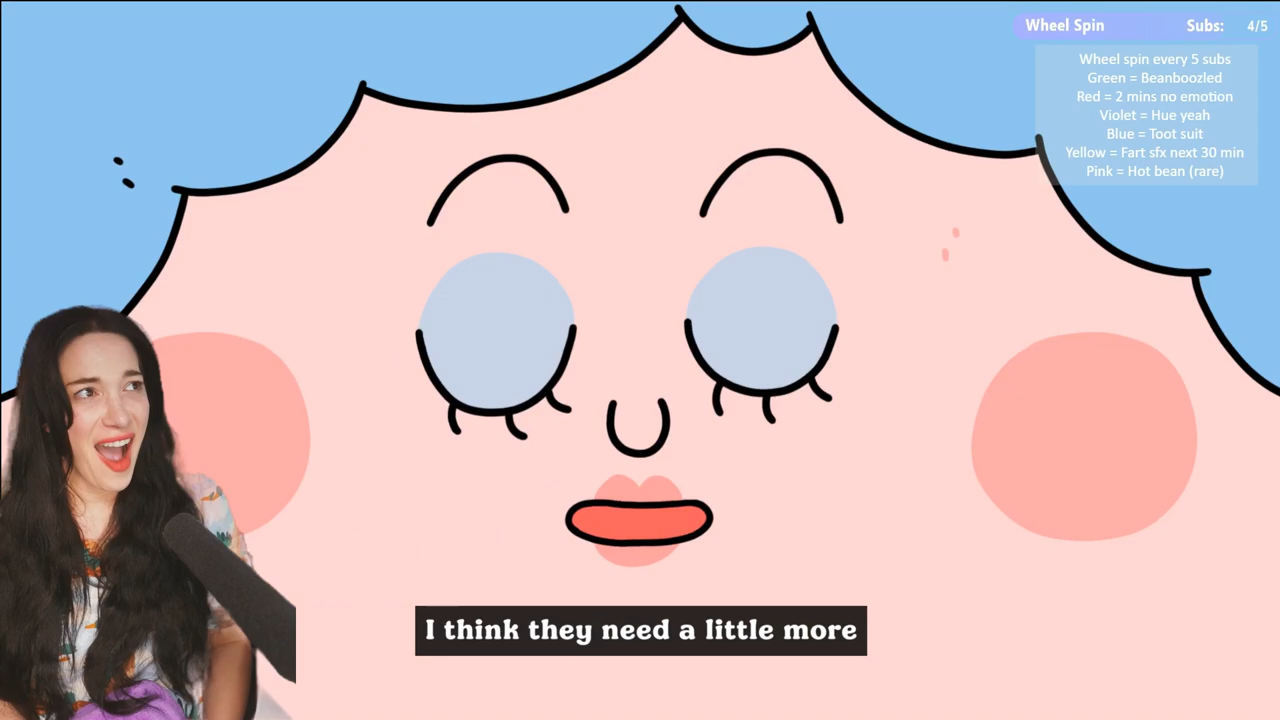 Wheel Spin Subs: 4/5
Wheel spin every 5 subs
Green = Beanboozled
Red = 2 mins no emotion
Violet = Hue yeah
Blue = Toot suit
Yellow = Fart sfx next 30 min
Pink = Hot bean (rare)
I think they need a little more